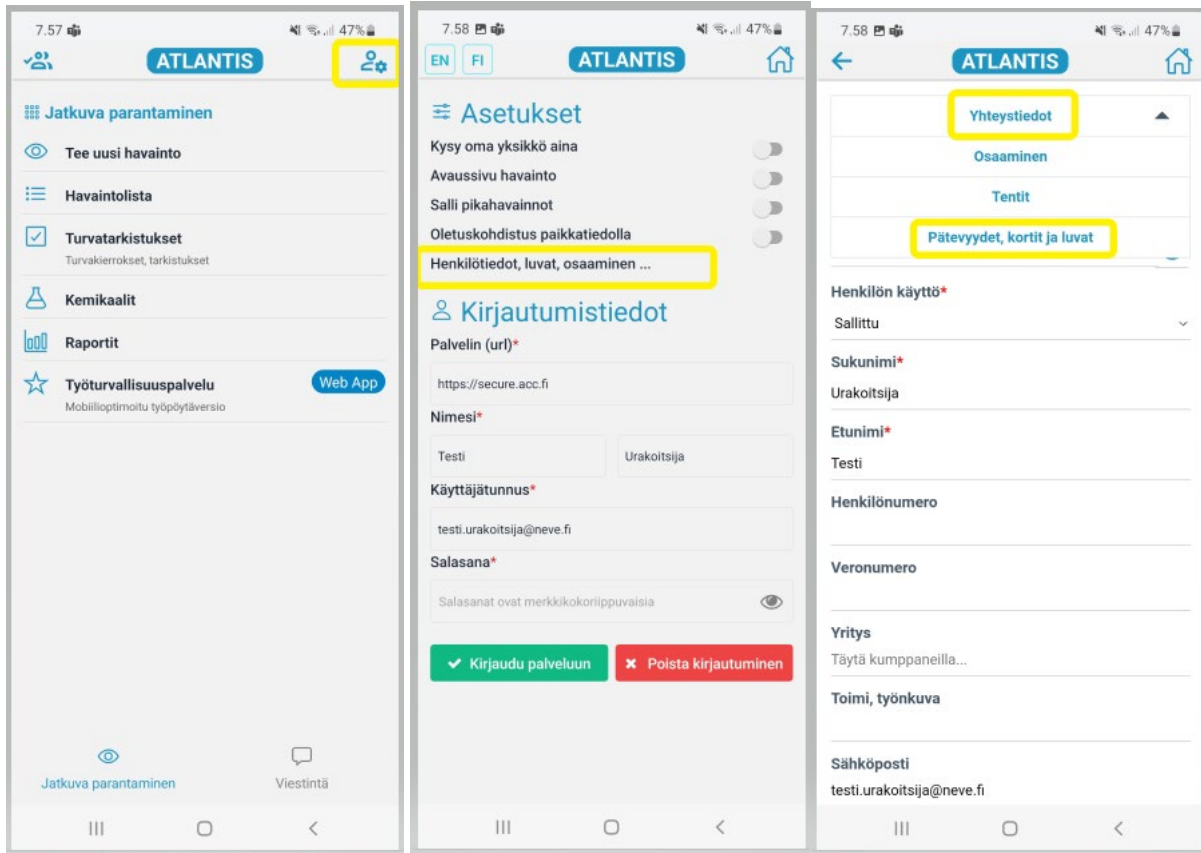 7.57
47%
ATLANTIS
Jatkuva parantaminen
Tee uusi havainto
Havaintolista
Turvatarkistukset
Turvakierrokset, tarkistukset
Kemikaalit
Raportit
Työturvallisuuspalvelu
Web App
Mobiilioptimoitu työpöytäversio
Jatkuva parantaminen
Viestintä
7.58
47%
EN
FI
ATLANTIS
Asetukset
Kysy oma yksikkö aina
Avaussivu havainto
Salli pikahavainnot
Oletuskohdistus paikkatiedolla
Henkilötiedot, luvat, osaaminen ...
Kirjautumistiedot
Palvelin (url)*
https://secure.acc.fi
Nimesi*
Testi
Urakoitsija
Käyttäjätunnus*
testi.urakoitsija@neve.fi
Salasana*
Salasanat ovat merkkikokoriippuvaisia
Kirjaudu palveluun
Poista kirjautuminen
7.58
47%
ATLANTIS
Yhteystiedot
Osaaminen
Tentit
Pätevyydet, kortit ja luvat
Henkilön käyttö*
Sallittu
Sukunimi*
Urakoitsija
Etunimi*
Testi
Henkilönumero
Veronumero
Yritys
Täytä kumppaneilla...
Toimi, työnkuva
Sähköposti
testi.urakoitsija@neve.fi